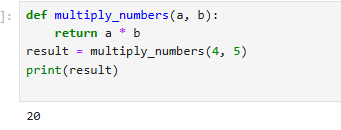 ]:
def multiply_numbers(a, b):
    return a * b
result = multiply_numbers(4, 5)
print(result)
20